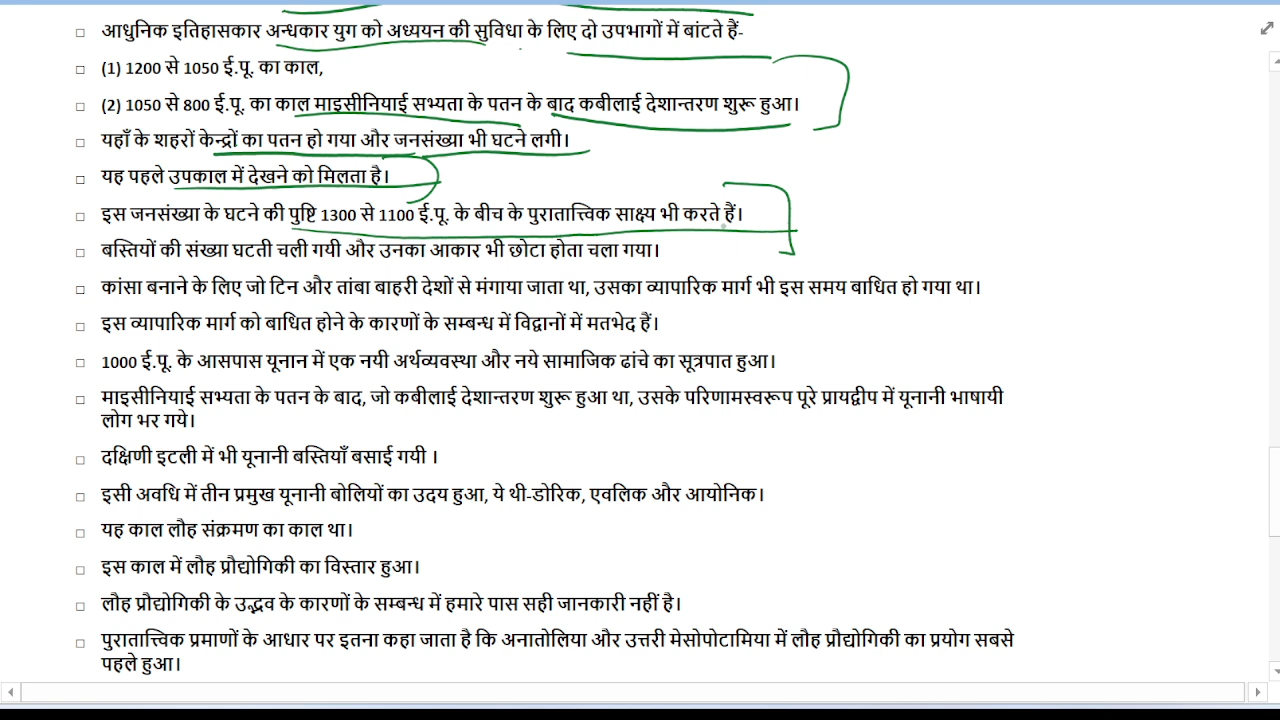 आधुनिक इतिहासकार अन्धकार युग को अध्ययन की सुविधा के लिए दो उपभागों में बांटते हैं-
(1) 1200 से 1050 ई.पू. का काल,
(2) 1050 से 800 ई.पू. का काल माइसीनियाई सभ्यता के पतन के बाद कबीलाई देशान्तरण शुरू हुआ।
यहाँ के शहरों केन्द्रों का पतन हो गया और जनसंख्या भी घटने लगी।
यह पहले उपकाल में देखने को मिलता है।
इस जनसंख्या के घटने की पुष्टि 1300 से 1100 ई.पू. के बीच के पुरातात्त्विक साक्ष्य भी करते हैं।
बस्तियों की संख्या घटती चली गयी और उनका आकार भी छोटा होता चला गया।
कांसा बनाने के लिए जो टिन और तांबा बाहरी देशों से मंगाया जाता था, उसका व्यापारिक मार्ग भी इस समय बाधित हो गया था।
इस व्यापारिक मार्ग को बाधित होने के कारणों के सम्बन्ध में विद्वानों में मतभेद हैं।
1000 ई.पू. के आसपास यूनान में एक नयी अर्थव्यवस्था और नये सामाजिक ढांचे का सूत्रपात हुआ।
माइसीनियाई सभ्यता के पतन के बाद, जो कबीलाई देशान्तरण शुरू हुआ था, उसके परिणामस्वरूप पूरे प्रायद्वीप में यूनानी भाषायी
लोग भर गये।
दक्षिणी इटली में भी यूनानी बस्तियाँ बसाई गयी ।
इसी अवधि में तीन प्रमुख यूनानी बोलियों का उदय हुआ, ये थी-डोरिक, एवलिक और आयोनिक।
यह काल लौह संक्रमण का काल था।
इस काल में लौह प्रौद्योगिकी का विस्तार हुआ।
लौह प्रौद्योगिकी के उद्भव के कारणों के सम्बन्ध में हमारे पास सही जानकारी नहीं है।
पुरातात्त्विक प्रमाणों के आधार पर इतना कहा जाता है कि अनातोलिया और उत्तरी मेसोपोटामिया में लौह प्रौद्योगिकी का प्रयोग सबसे
पहले हुआ।